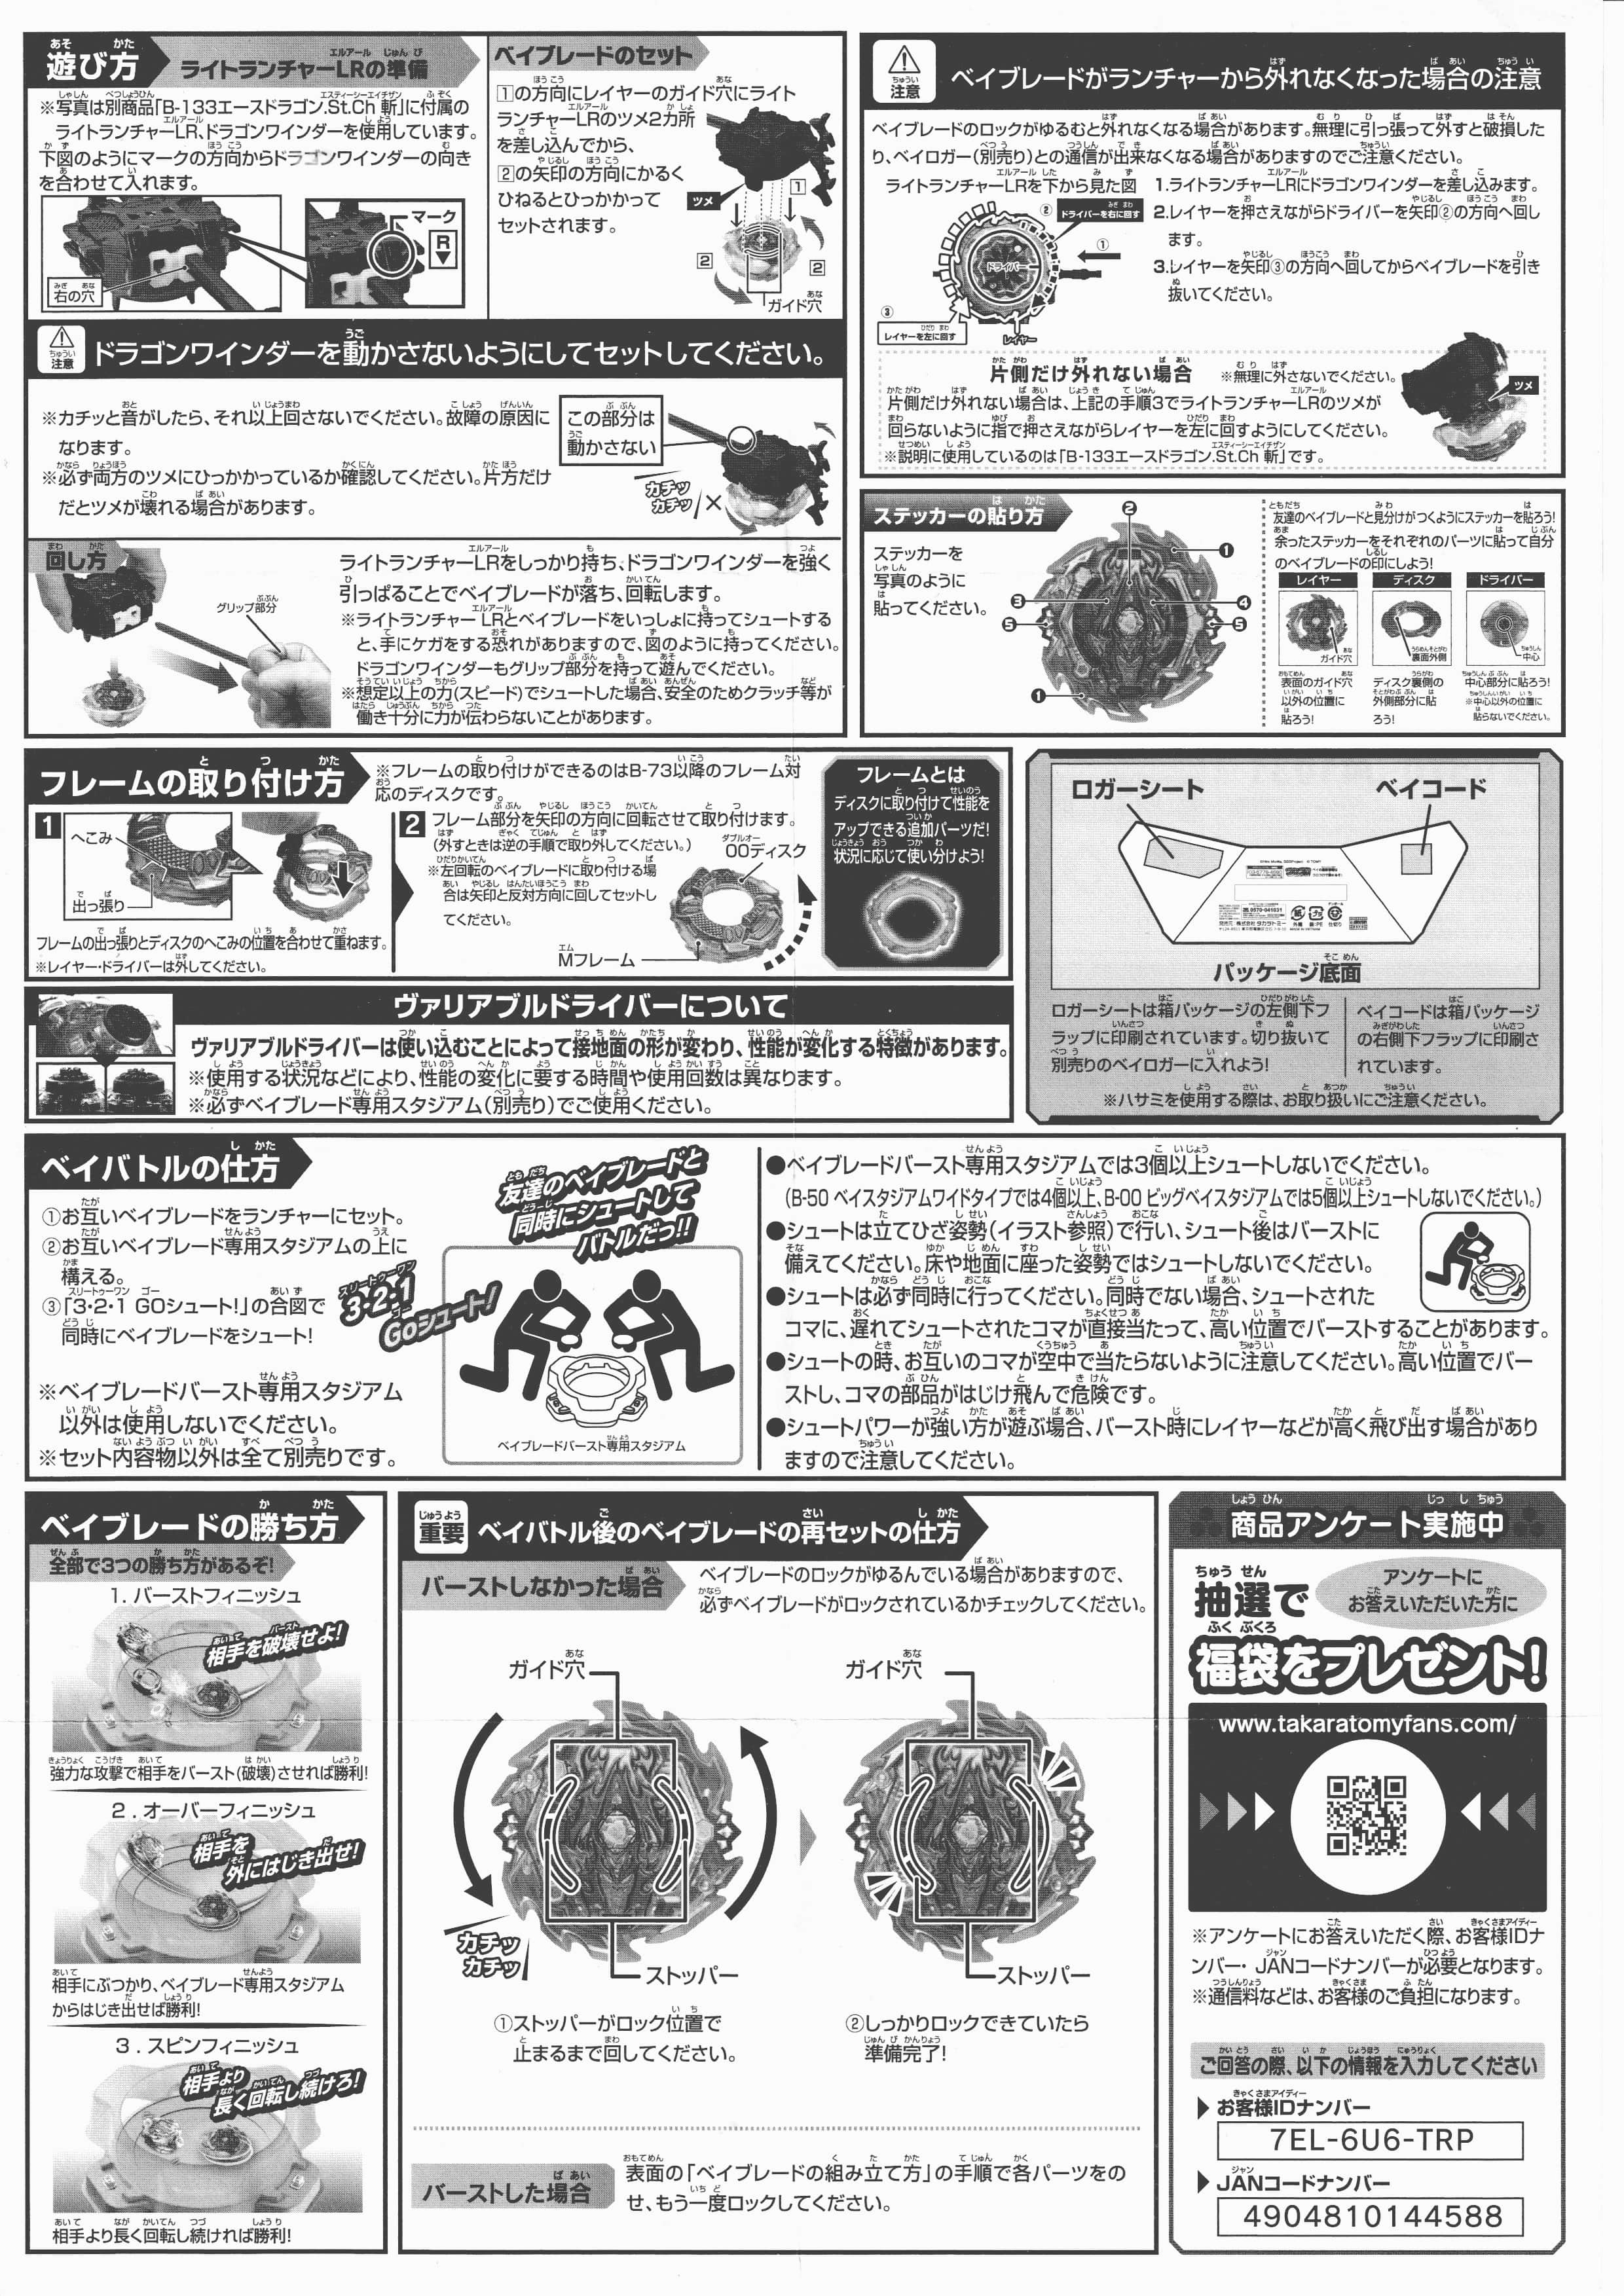 遊び方
ライトランチャーLRの準備
※写真は別商品「B-133エースドラゴン.St.Ch 斬」に付属の
ライトランチャーLR、ドラゴンワインダーを使用しています。
下図のようにマークの方向からドラゴンワインダーの向き
を合わせて入れます。
マーク
R
右の穴
ベイブレードのセット
1の方向にレイヤーのガイド穴にライト
ランチャーLRのツメ2カ所
を差し込んでから、
2の矢印の方向にかるく
ひねるとひっかかって
セットされます。
ツメ
1
2
2
ガイド穴
注意
ドラゴンワインダーを動かさないようにしてセットしてください。
※カチッと音がしたら、それ以上回さないでください。故障の原因に
なります。
※必ず両方のツメにひっかかっているか確認してください。片方だけ
だとツメが壊れる場合があります。
この部分は
動かさない
カチッ
カチッ
×
回し方
グリップ部分
ライトランチャーLRをしっかり持ち、ドラゴンワインダーを強く
引っぱることでベイブレードが落ち、回転します。
※ライトランチャー LRとベイブレードをいっしょに持ってシュートする
と、手にケガをする恐れがありますので、図のように持ってください。
ドラゴンワインダーもグリップ部分を持って遊んでください。
※想定以上の力(スピード)でシュートした場合、安全のためクラッチ等が
働き十分に力が伝わらないことがあります。
注意
ベイブレードがランチャーから外れなくなった場合の注意
ベイブレードのロックがゆるむと外れなくなる場合があります。無理に引っ張って外すと破損した
り、ベイロガー(別売り)との通信が出来なくなる場合がありますのでご注意ください。
ライトランチャーLRを下から見た図
②
ドライバーを右に回す
①
ドライバー
③
レイヤーを左に回す
レイヤー
1.ライトランチャーLRにドラゴンワインダーを差し込みます。
2.レイヤーを押さえながらドライバーを矢印②の方向へ回し
ます。
3.レイヤーを矢印③の方向へ回してからベイブレードを引き
抜いてください。
片側だけ外れない場合
※無理に外さないでください。
片側だけ外れない場合は、上記の手順3でライトランチャーLRのツメが
回らないように指で押さえながらレイヤーを左に回すようにしてください。
※説明に使用しているのは「B-133エースドラゴン.St.Ch 斬」です。
ツメ
ステッカーの貼り方
ステッカーを
写真のように
貼ってください。
❶
❷
❸
❹
❺
❺
❶
友達のベイブレードと見分けがつくようにステッカーを貼ろう!
余ったステッカーをそれぞれのパーツに貼って自分
のベイブレードの印にしよう!
レイヤー
ガイド穴
表面のガイド穴
以外の位置に
貼ろう!
ディスク
裏面外側
ディスク裏側の
外側部分に貼
ろう!
ドライバー
中心
中心部分に貼ろう!
※中心以外の位置に
貼らないでください。
フレームの取り付け方
※フレームの取り付けができるのはB-73以降のフレーム対
応のディスクです。
1
へこみ
出っ張り
フレームの出っ張りとディスクのへこみの位置を合わせて重ねます。
※レイヤー・ドライバーは外してください。
2
フレーム部分を矢印の方向に回転させて取り付けます。
(外すときは逆の手順で取り外してください。)
※左回転のベイブレードに取り付ける場
合は矢印と反対方向に回してセットし
てください。
00ディスク
Mフレーム
フレームとは
ディスクに取り付けて性能を
アップできる追加パーツだ!
状況に応じて使い分けよう!
ロガーシート
ベイコード
パッケージ底面
ロガーシートは箱パッケージの左側下フ
ラップに印刷されています。切り抜いて
別売りのベイロガーに入れよう!
ベイコードは箱パッケージ
の右側下フラップに印刷さ
れています。
※ハサミを使用する際は、お取り扱いにご注意ください。
ヴァリアブルドライバーについて
ヴァリアブルドライバーは使い込むことによって接地面の形が変わり、性能が変化する特徴があります。
※使用する状況などにより、性能の変化に要する時間や使用回数は異なります。
※必ずベイブレード専用スタジアム(別売り)でご使用ください。
ベイバトルの仕方
①お互いベイブレードをランチャーにセット。
②お互いベイブレード専用スタジアムの上に
構える。
③「3・2・1 GOシュート!」の合図で
同時にベイブレードをシュート!
※ベイブレードバースト専用スタジアム
以外は使用しないでください。
※セット内容物以外は全て別売りです。
友達のベイブレードと
同時にシュートして
バトルだっ!!
3・2・1
GOシュート!
ベイブレードバースト専用スタジアム
●ベイブレードバースト専用スタジアムでは3個以上シュートしないでください。
(B-50 ベイスタジアムワイドタイプでは4個以上、B-00 ビッグベイスタジアムでは5個以上シュートしないでください。)
●シュートは立てひざ姿勢(イラスト参照)で行い、シュート後はバーストに
備えてください。床や地面に座った姿勢ではシュートしないでください。
●シュートは必ず同時に行ってください。同時でない場合、シュートされた
コマに、遅れてシュートされたコマが直接当たって、高い位置でバーストすることがあります。
●シュートの時、お互いのコマが空中で当たらないように注意してください。高い位置でバー
ストし、コマの部品がはじけ飛んで危険です。
●シュートパワーが強い方が遊ぶ場合、バースト時にレイヤーなどが高く飛び出す場合があり
ますので注意してください。
ベイブレードの勝ち方
全部で3つの勝ち方があるぞ!
1. バーストフィニッシュ
相手を破壊せよ!
強力な攻撃で相手をバースト(破壊)させれば勝利!
2. オーバーフィニッシュ
相手を
外にはじき出せ!
相手にぶつかり、ベイブレード専用スタジアム
からはじき出せば勝利!
3. スピンフィニッシュ
相手より
長く回転し続けろ!
相手より長く回転し続ければ勝利!
重要
ベイバトル後のベイブレードの再セットの仕方
バーストしなかった場合
ベイブレードのロックがゆるんでいる場合がありますので、
必ずベイブレードがロックされているかチェックしてください。
ガイド穴
カチッ
カチッ
ストッパー
①ストッパーがロック位置で
止まるまで回してください。
ガイド穴
ストッパー
②しっかりロックできていたら
準備完了!
バーストした場合
表面の「ベイブレードの組み立て方」の手順で各パーツをの
せ、もう一度ロックしてください。
商品アンケート実施中
抽選で
アンケートに
お答えいただいた方に
福袋をプレゼント!
www.takaratomyfans.com/
※アンケートにお答えいただく際、お客様IDナ
ンバー・JANコードナンバーが必要となります。
※通信料などは、お客様のご負担になります。
ご回答の際、以下の情報を入力してください
お客様IDナンバー
7EL-6U6-TRP
JANコードナンバー
4904810144588